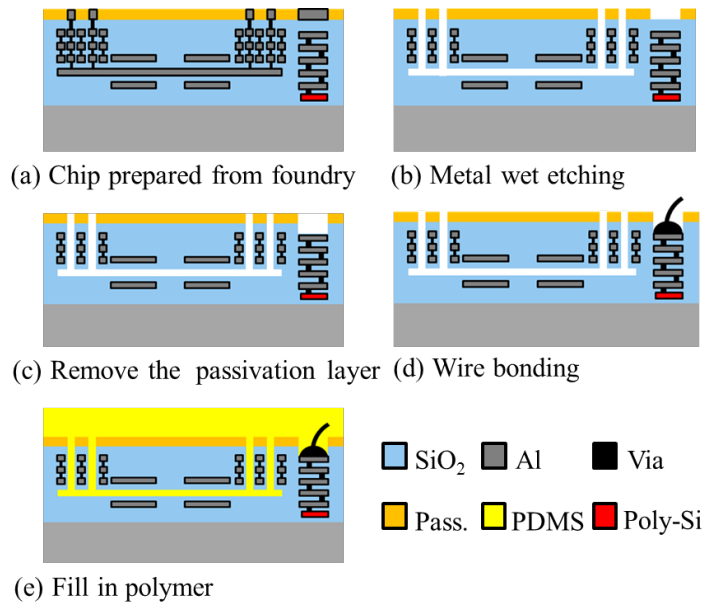 (a) Chip prepared from foundry
(b) Metal wet etching
(c) Remove the passivation layer
(d) Wire bonding
(e) Fill in polymer
SiO₂
Al
Via
Pass.
PDMS
Poly-Si